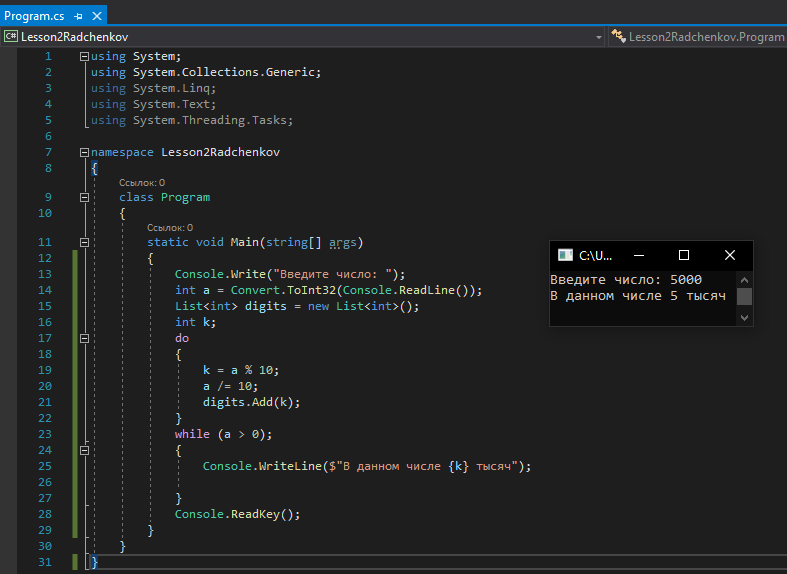 Program.cs
C# Lesson2Radchenkov
Lesson2Radchenkov.Program
1 using System;
2 using System.Collections.Generic;
3 using System.Linq;
4 using System.Text;
5 using System.Threading.Tasks;
6
7 namespace Lesson2Radchenkov
8 {
Ссылок: 0
9 class Program
10 {
Ссылок: 0
11 static void Main(string[] args)
12 {
13 Console.Write("Введите число: ");
14 int a = Convert.ToInt32(Console.ReadLine());
15 List<int> digits = new List<int>();
16 int k;
17 do
18 {
19 k = a % 10;
20 a /= 10;
21 digits.Add(k);
22 }
23 while (a > 0);
24 {
25 Console.WriteLine($"В данном числе {k} тысяч");
26
27 }
28 Console.ReadKey();
29 }
30 }
31 }
C:\U...
Введите число: 5000
В данном числе 5 тысяч